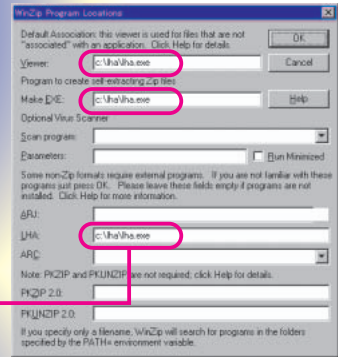 WinZip Program Locations
Default Association: this viewer is used for files that are not
"associated" with an application. Click Help for details.
OK
Viewer:
c:\lha\lha.exe
Cancel
Program to create self-extracting Zip files
Make EXE:
c:\lha\lha.exe
Help
Optional Virus Scanner
Scan program:
Parameters:
Run Minimized
Some non-Zip formats require external programs. If you are not familiar with these
programs just press OK. Please leave these fields empty if programs are not
installed. Click Help for more information.
ARJ:
LHA:
c:\lha\lha.exe
ARC:
Note: PKZIP and PKUNZIP are not required; click Help for details.
PKZIP 2.0:
PKUNZIP 2.0:
If you specify only a filename, WinZip will search for programs in the folders
specified by the PATH= environment variable.